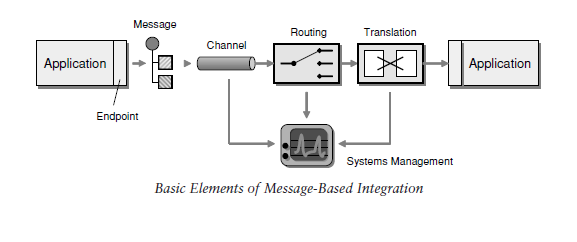 Message
Routing
Translation
Channel
Application
Application
Endpoint
Systems Management
Basic Elements of Message-Based Integration